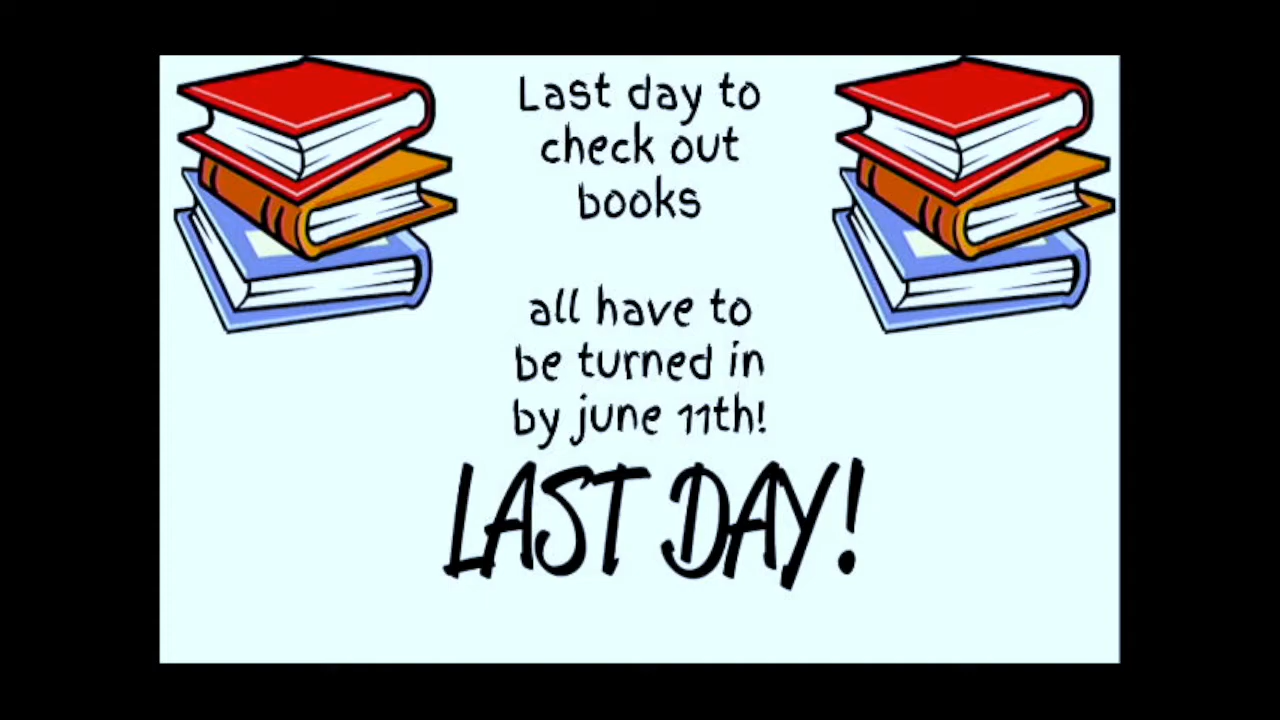 Last day to
check out
books
all have to
be turned in
by june 11th!
LAST DAY!